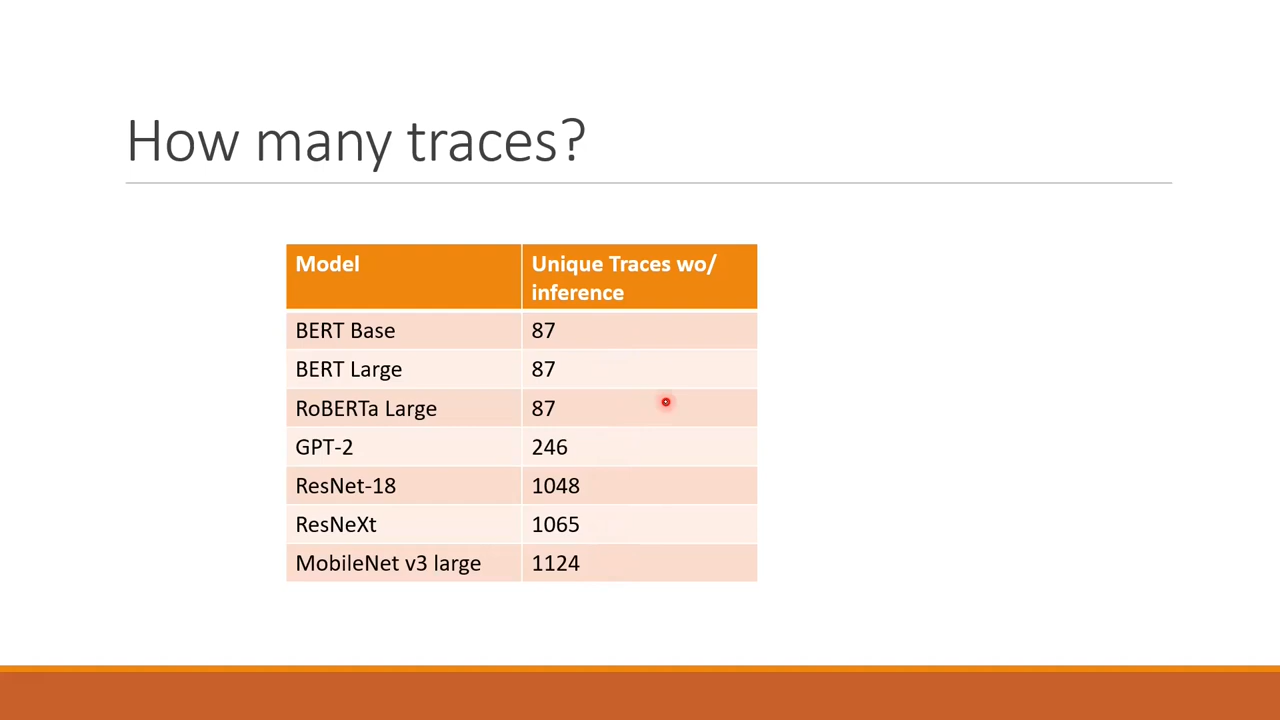 How many traces?
Model
Unique Traces wo/
inference
BERT Base
87
BERT Large
87
RoBERTa Large
87
GPT-2
246
ResNet-18
1048
ResNeXt
1065
MobileNet v3 large
1124